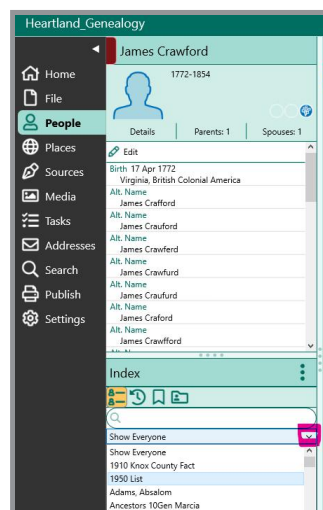 Heartland_Genealogy
James Crawford
1772-1854
Home
File
People
Places
Sources
Media
Tasks
Addresses
Search
Publish
Settings
Details
Parents: 1
Spouses: 1
Edit
Birth 17 Apr 1772
Virginia, British Colonial America
Alt. Name
James Crafford
Alt. Name
James Crauford
Alt. Name
James Crawferd
Alt. Name
James Crawfurd
Alt. Name
James Craufurd
Alt. Name
James Craford
Alt. Name
James Crawfford
Index
Show Everyone
Show Everyone
1910 Knox County Fact
1950 List
Adams, Absalom
Ancestors 10Gen Marcia